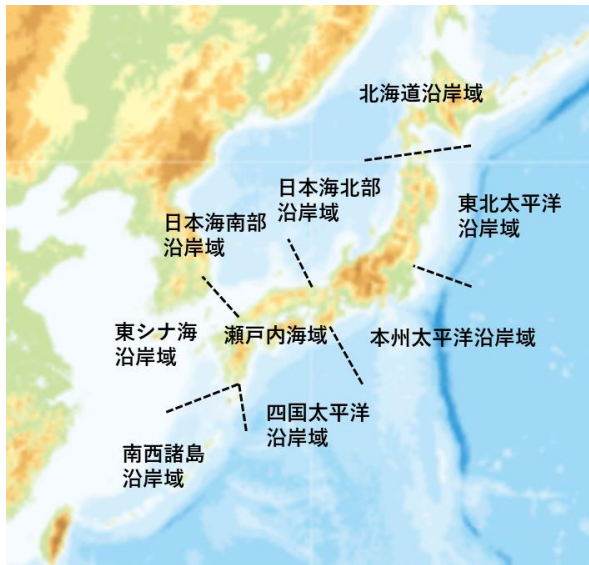 北海道沿岸域
日本海北部
沿岸域
東北太平洋
沿岸域
日本海南部
沿岸域
東シナ海
沿岸域
瀬戸内海域
本州太平洋沿岸域
四国太平洋
沿岸域
南西諸島
沿岸域